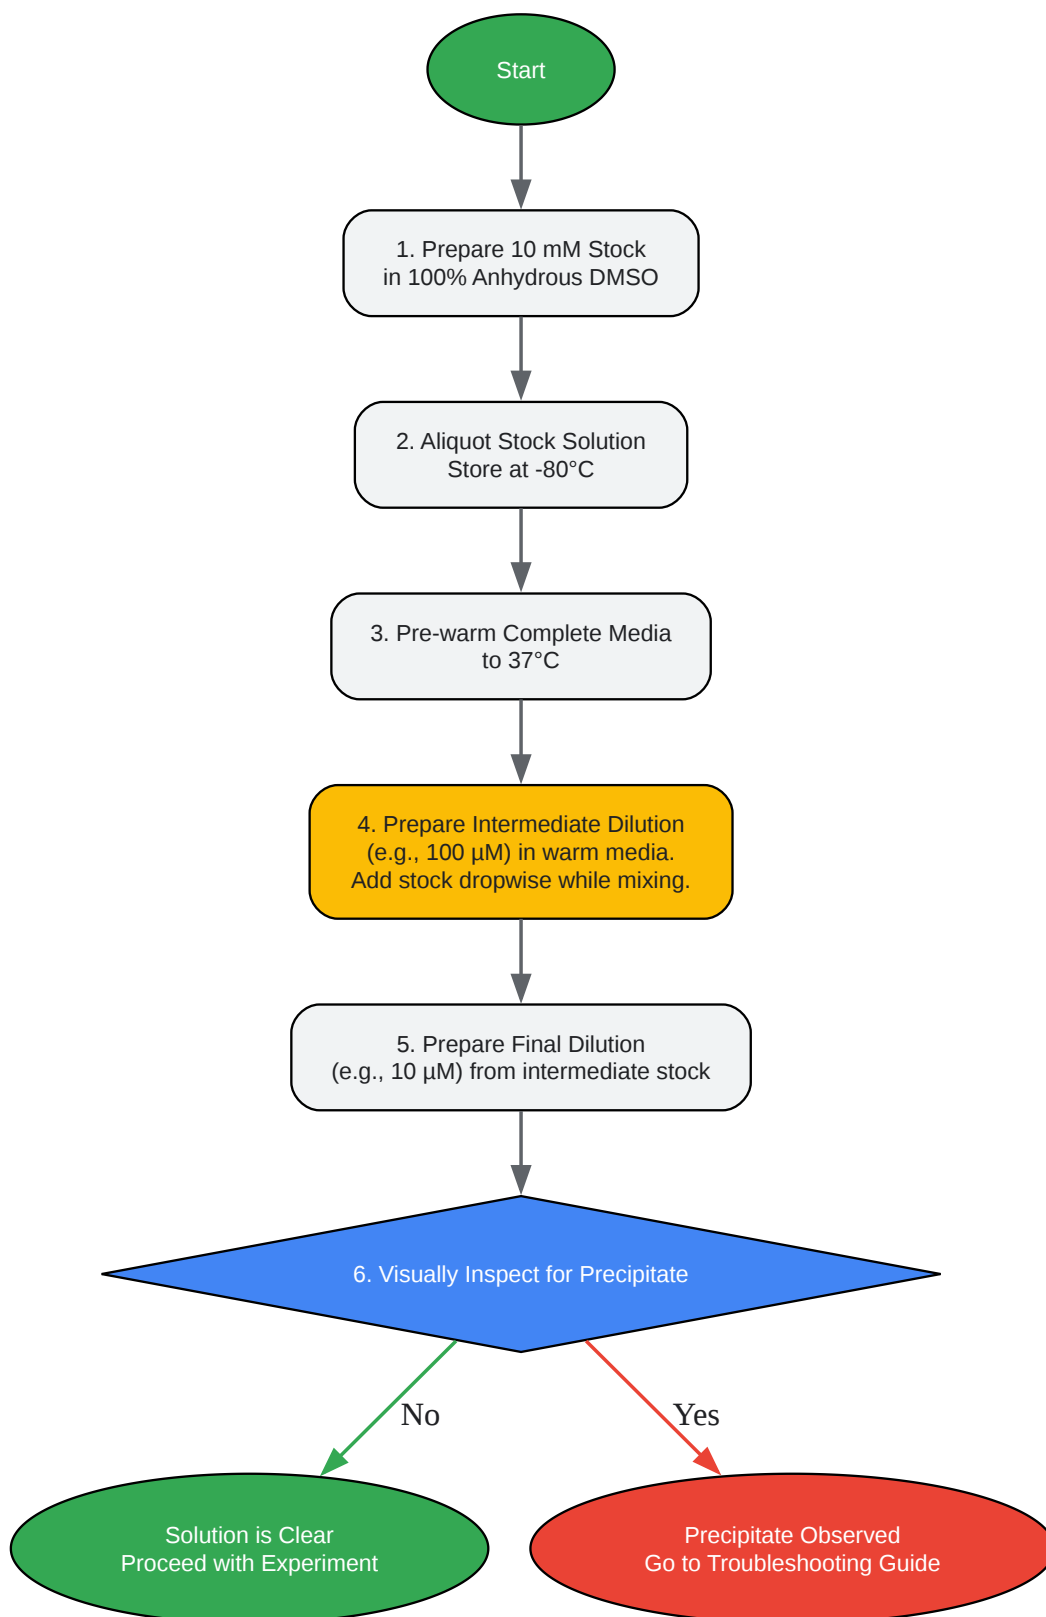 Start
1. Prepare 10 mM Stock
in 100% Anhydrous DMSO
2. Aliquot Stock Solution
Store at -80°C
3. Pre-warm Complete Media
to 37°C
4. Prepare Intermediate Dilution
(e.g., 100 µM) in warm media.
Add stock dropwise while mixing.
5. Prepare Final Dilution
(e.g., 10 µM) from intermediate stock
6. Visually Inspect for Precipitate
No
Yes
Solution is Clear
Proceed with Experiment
Precipitate Observed
Go to Troubleshooting Guide